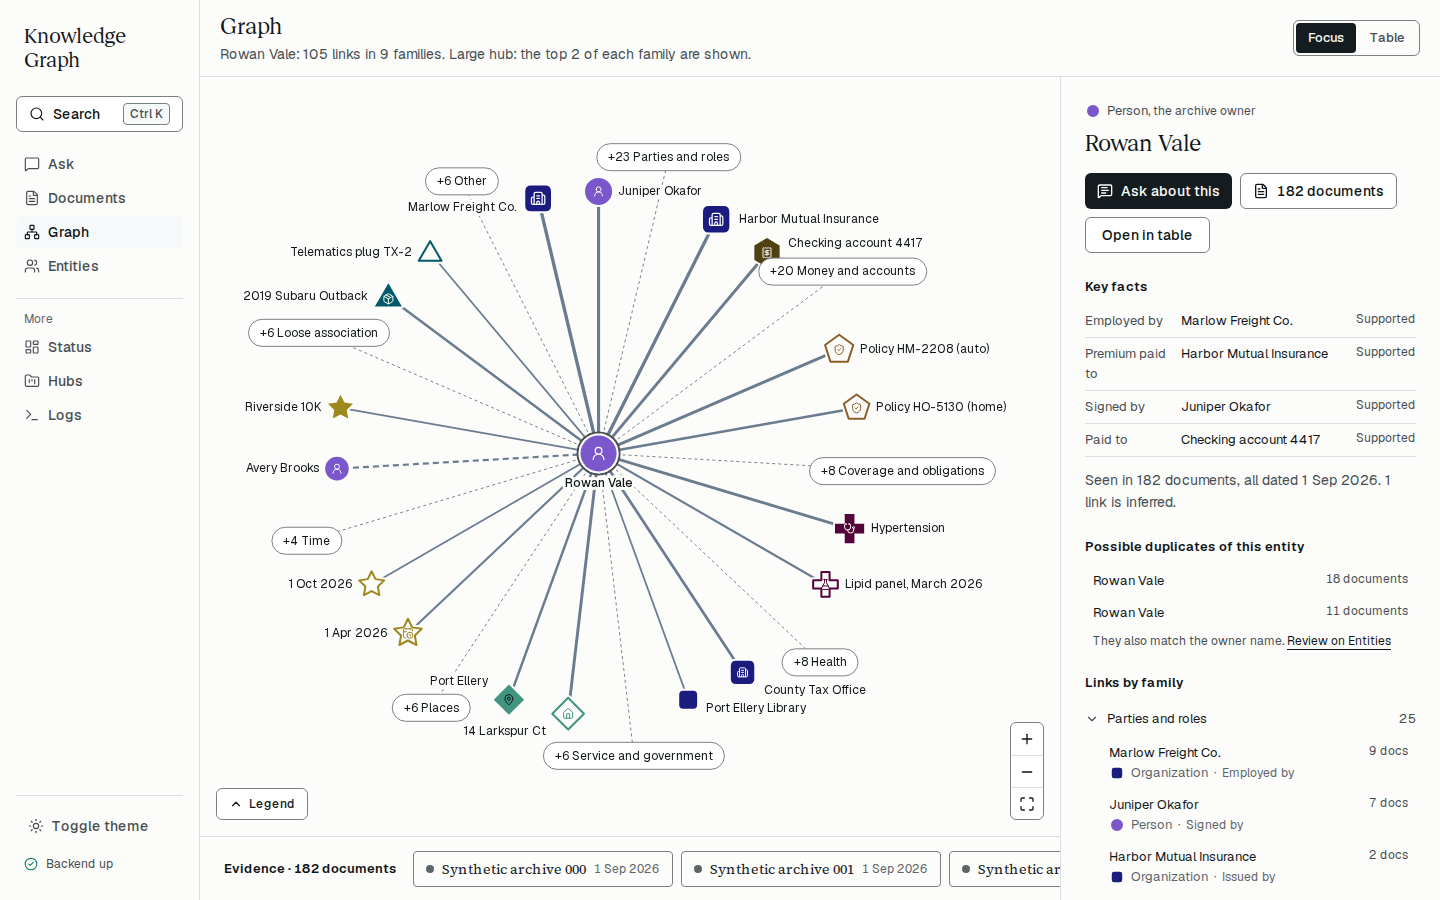 Knowledge
Graph
Search
Ctrl K
Ask
Documents
Graph
Entities
More
Status
Hubs
Logs
Toggle theme
Backend up
Graph
Rowan Vale: 105 links in 9 families. Large hub: the top 2 of each family are shown.
Focus
Table
+23 Parties and roles
+6 Other
Juniper Okafor
Marlow Freight Co.
Harbor Mutual Insurance
Checking account 4417
Telematics plug TX-2
+20 Money and accounts
2019 Subaru Outback
+6 Loose association
Policy HM-2208 (auto)
Riverside 10K
Policy HO-5130 (home)
Avery Brooks
+8 Coverage and obligations
Rowan Vale
Hypertension
+4 Time
1 Oct 2026
Lipid panel, March 2026
1 Apr 2026
+8 Health
Port Ellery
County Tax Office
+6 Places
Port Ellery Library
14 Larkspur Ct
+6 Service and government
Legend
Evidence · 182 documents
Synthetic archive 000 1 Sep 2026
Synthetic archive 001 1 Sep 2026
Synthetic ar
Person, the archive owner
Rowan Vale
Ask about this
182 documents
Open in table
Key facts
Employed by Marlow Freight Co. Supported
Premium paid Harbor Mutual Insurance Supported
to
Signed by Juniper Okafor Supported
Paid to Checking account 4417 Supported
Seen in 182 documents, all dated 1 Sep 2026. 1
link is inferred.
Possible duplicates of this entity
Rowan Vale 18 documents
Rowan Vale 11 documents
They also match the owner name. Review on Entities
Links by family
Parties and roles 25
Marlow Freight Co. 9 docs
Organization · Employed by
Juniper Okafor 7 docs
Person · Signed by
Harbor Mutual Insurance 2 docs
Organization · Issued by